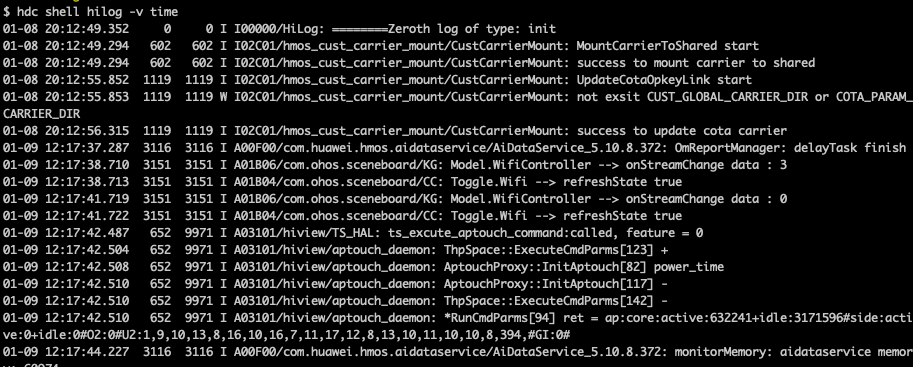 $ hdc shell hilog -v time
01-08 20:12:49.352     0     0 I I00000/HiLog: ========Zeroth log of type: init
01-08 20:12:49.294   602   602 I I02C01/hmos_cust_carrier_mount/CustCarrierMount: MountCarrierToShared start
01-08 20:12:49.294   602   602 I I02C01/hmos_cust_carrier_mount/CustCarrierMount: success to mount carrier to shared
01-08 20:12:55.852  1119  1119 I I02C01/hmos_cust_carrier_mount/CustCarrierMount: UpdateCotaOpkeyLink start
01-08 20:12:55.853  1119  1119 W I02C01/hmos_cust_carrier_mount/CustCarrierMount: not exsit CUST_GLOBAL_CARRIER_DIR or COTA_PARAM_
CARRIER_DIR
01-08 20:12:56.315  1119  1119 I I02C01/hmos_cust_carrier_mount/CustCarrierMount: success to update cota carrier
01-09 12:17:37.287  3116  3116 I A00F00/com.huawei.hmos.aidataservice/AiDataService_5.10.8.372: OmReportManager: delayTask finish
01-09 12:17:38.710  3151  3151 I A01B06/com.ohos.sceneboard/KG: Model.WifiController --> onStreamChange data : 3
01-09 12:17:38.713  3151  3151 I A01B04/com.ohos.sceneboard/CC: Toggle.Wifi --> refreshState true
01-09 12:17:41.719  3151  3151 I A01B06/com.ohos.sceneboard/KG: Model.WifiController --> onStreamChange data : 0
01-09 12:17:41.722  3151  3151 I A01B04/com.ohos.sceneboard/CC: Toggle.Wifi --> refreshState true
01-09 12:17:42.487   652  9971 I A03101/hiview/TS_HAL: ts_excute_aptouch_command:called, feature = 0
01-09 12:17:42.504   652  9971 I A03101/hiview/aptouch_daemon: ThpSpace::ExecuteCmdParms[123] +
01-09 12:17:42.508   652  9971 I A03101/hiview/aptouch_daemon: AptouchProxy::InitAptouch[82] power_time
01-09 12:17:42.510   652  9971 I A03101/hiview/aptouch_daemon: AptouchProxy::InitAptouch[117] -
01-09 12:17:42.510   652  9971 I A03101/hiview/aptouch_daemon: ThpSpace::ExecuteCmdParms[142] -
01-09 12:17:42.510   652  9971 I A03101/hiview/aptouch_daemon: *RunCmdParms[94] ret = ap:core:active:632241+idle:3171596#side:acti
ve:0+idle:0#O2:0#U2:1,9,10,13,8,16,10,16,7,11,17,12,8,13,10,11,10,10,8,394,#GI:0#
01-09 12:17:44.227  3116  3116 I A00F00/com.huawei.hmos.aidataservice/AiDataService_5.10.8.372: monitorMemory: aidataservice memor